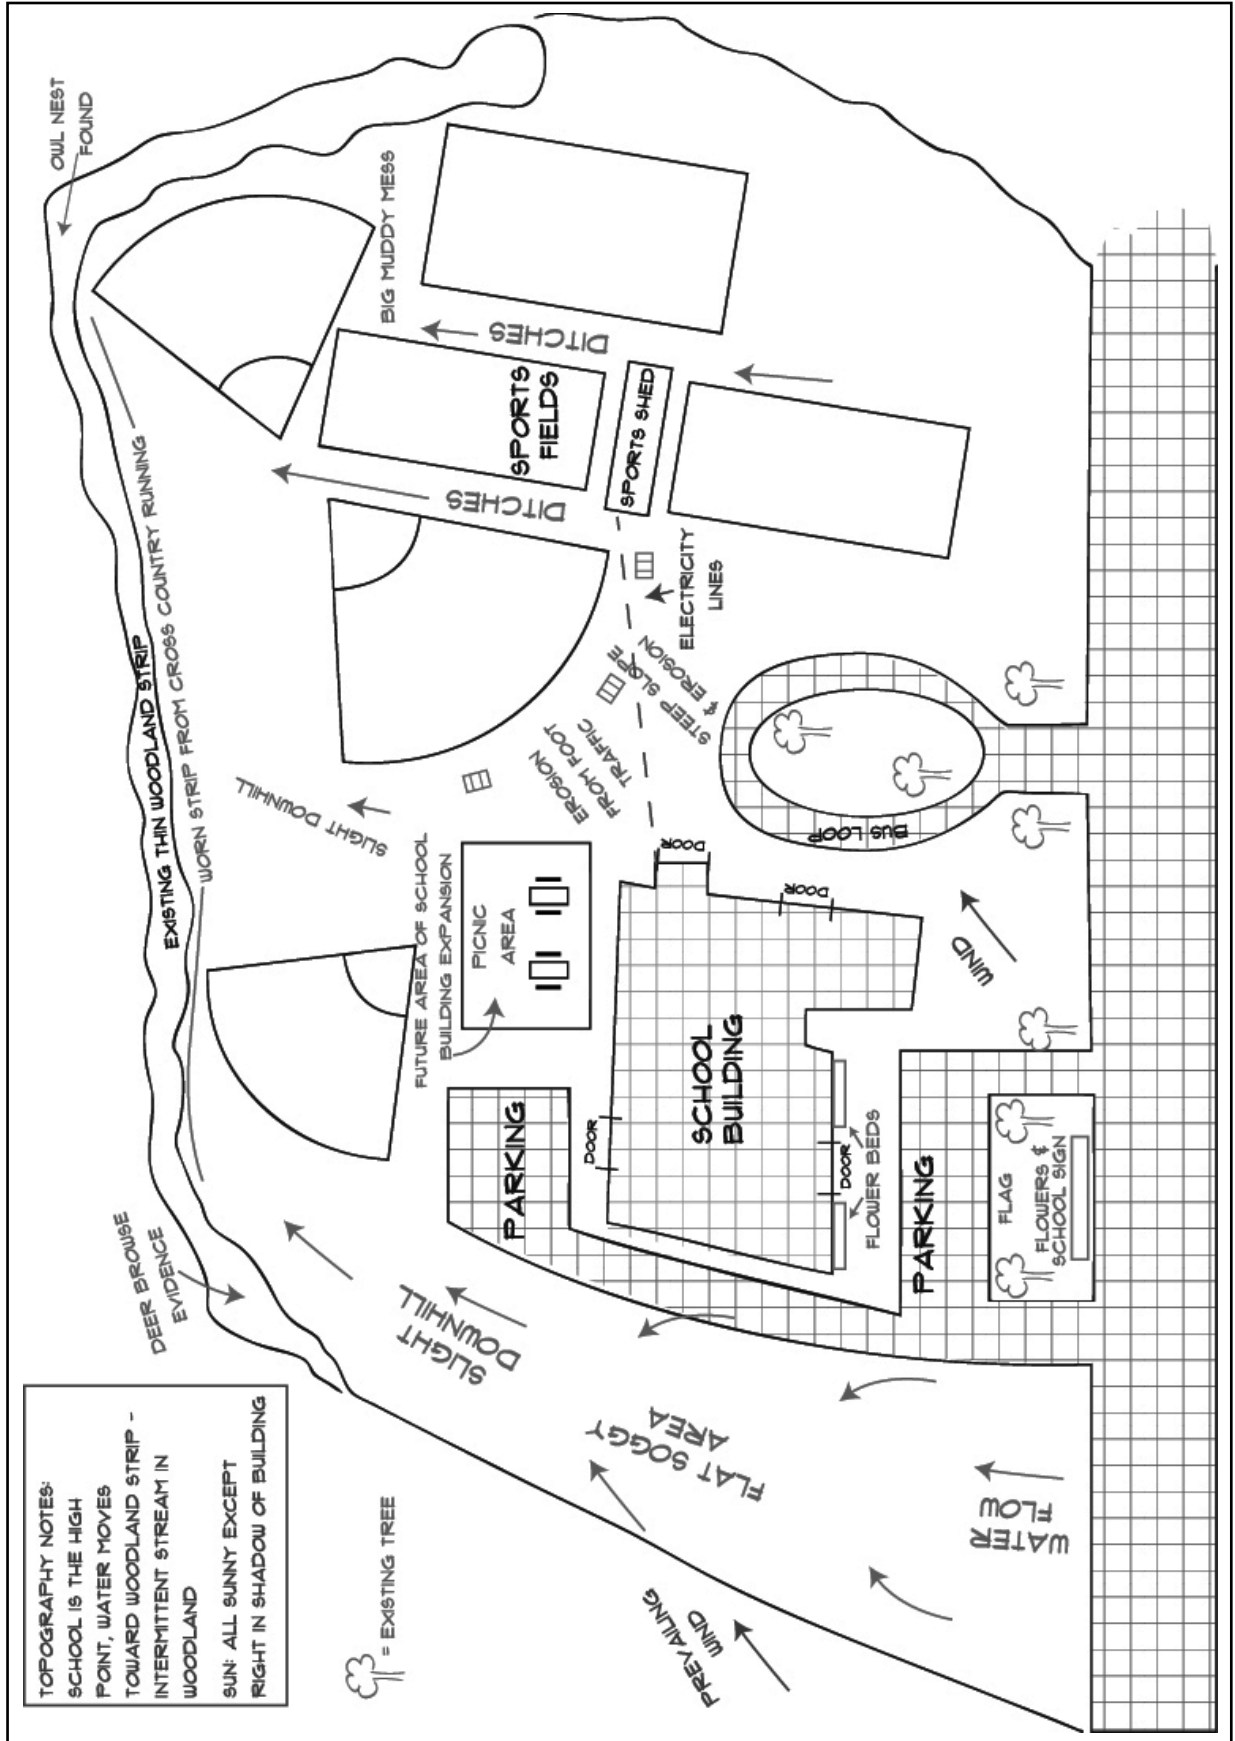 TOPOGRAPHY NOTES:
SCHOOL IS THE HIGH
POINT, WATER MOVES
TOWARD WOODLAND STRIP -
INTERMITTENT STREAM IN
WOODLAND
SUN: ALL SUNNY EXCEPT
RIGHT IN SHADOW OF BUILDING
= EXISTING TREE
DEER BROWSE
EVIDENCE
EXISTING THIN WOODLAND STRIP
WORN STRIP FROM CROSS COUNTRY RUNNING
OWL NEST
FOUND
SLIGHT DOWNHILL
BIG MUDDY MESS
SLIGHT
DOWNHILL
FUTURE AREA OF SCHOOL
BUILDING EXPANSION
PICNIC
AREA
PARKING
DITCHES
DITCHES
SPORTS
FIELDS
SPORTS SHED
EROSION
FROM FOOT
TRAFFIC
STEEP SLOPE
& EROSION
ELECTRICITY
LINES
FLAT SOGGY
AREA
DOOR
SCHOOL
BUILDING
DOOR
DOOR
DOOR
BUS LOOP
FLOWER BEDS
PARKING
WIND
PREVAILING
WIND
WATER
FLOW
FLAG
FLOWERS &
SCHOOL SIGN